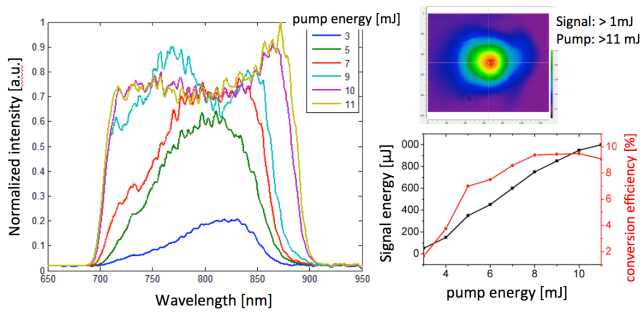 pump energy [mJ]
3
5
7
9
10
11
Normalized intensity [a.u.]
1
0.9
0.8
0.7
0.6
0.5
0.4
0.3
0.2
0.1
0
650 700 750 800 850 900 950
Wavelength [nm]
Signal: > 1mJ
Pump: >11 mJ
Signal energy [µJ]
000
800
600
400
200
0
4 6 8 10
pump energy [mJ]
10
8
6
4
2
conversion efficiency [%]